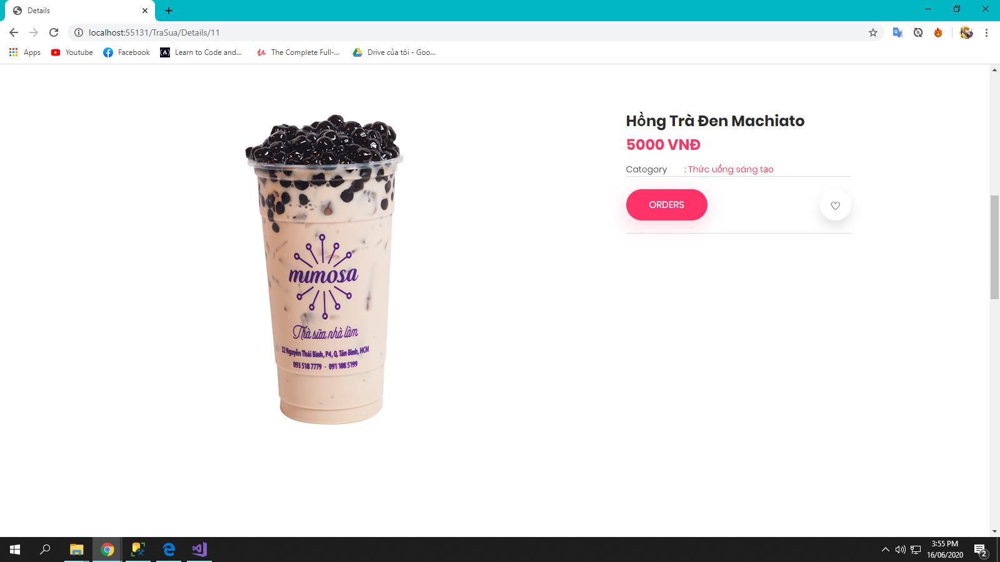 Details
localhost:55131/TraSua/Details/11
Apps
Youtube
Facebook
Learn to Code and...
The Complete Full-...
Drive của tôi - Goo...
Hồng Trà Đen Machiato
5000 VNĐ
Category : Thức uống sáng tạo
ORDERS
mimosa
Trà sữa nhà làm
22 Nguyễn Thái Bình, P4, Q. Tân Bình, HCM
093 518 7779 - 091 108 5199
3:55 PM
16/06/2020
2